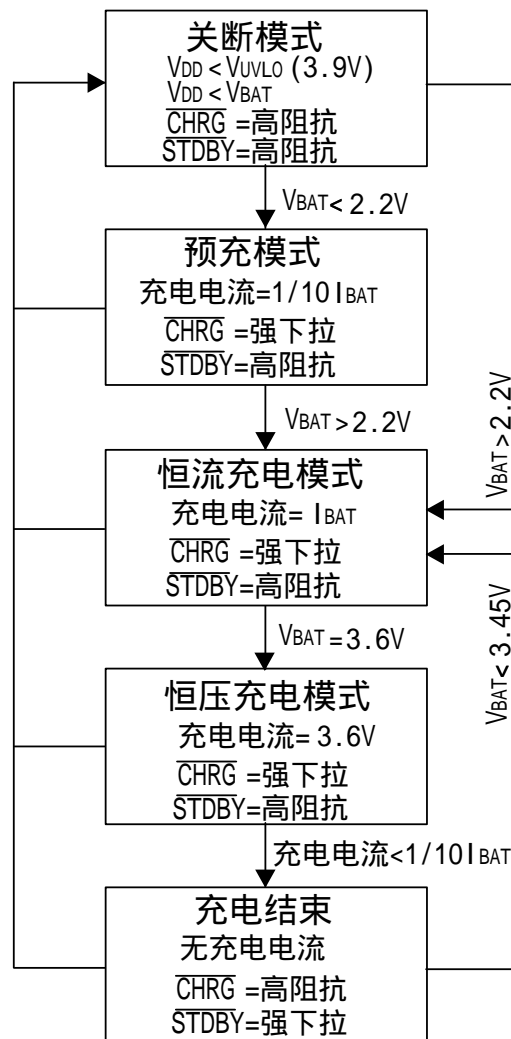 关断模式
VDD < VUVLO (3.9V)
VDD < VBAT
CHRG =高阻抗
STDBY=高阻抗
VBAT< 2.2V
预充模式
充电电流=1/10IBAT
CHRG =强下拉
STDBY=高阻抗
VBAT > 2.2V
恒流充电模式
充电电流= IBAT
CHRG =强下拉
STDBY=高阻抗
VBAT > 2.2V
VBAT< 3.45V
VBAT = 3.6V
恒压充电模式
充电电流= 3.6V
CHRG =强下拉
STDBY=高阻抗
充电电流<1/10IBAT
充电结束
无充电电流
CHRG =高阻抗
STDBY=强下拉